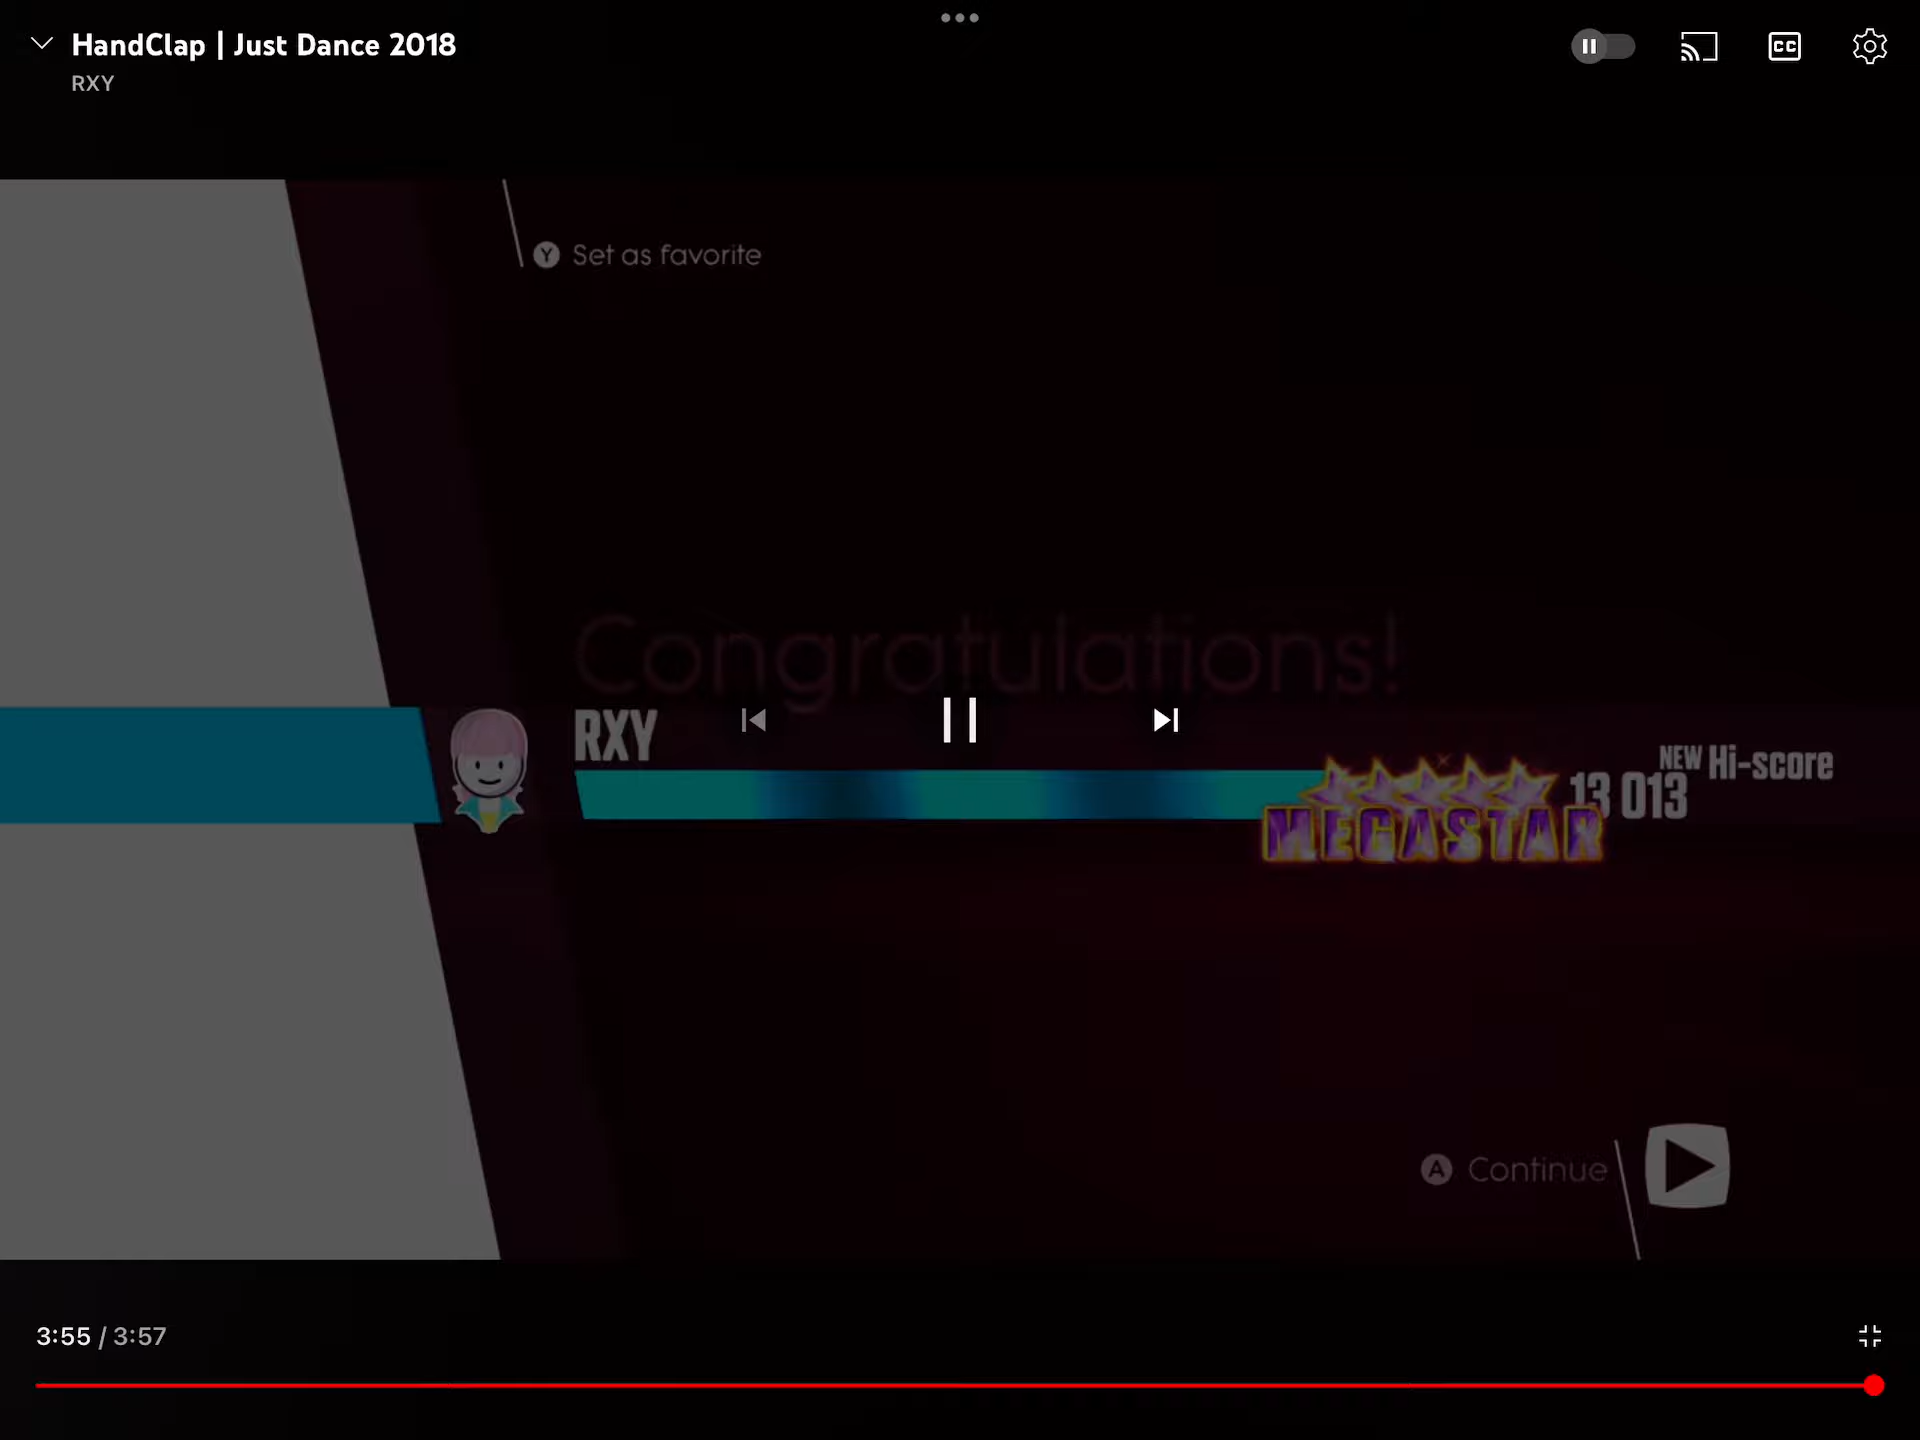 HandClap | Just Dance 2018
RXY
CC
Y Set as favorite
Congratulations!
RXY
NEW Hi-score
13 013
MEGASTAR
A Continue
3:55 / 3:57